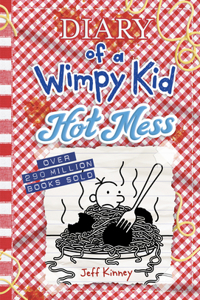 DIARY
of a
Wimpy Kid
Hot Mess
OVER
290 MILLION
BOOKS SOLD
Jeff Kinney